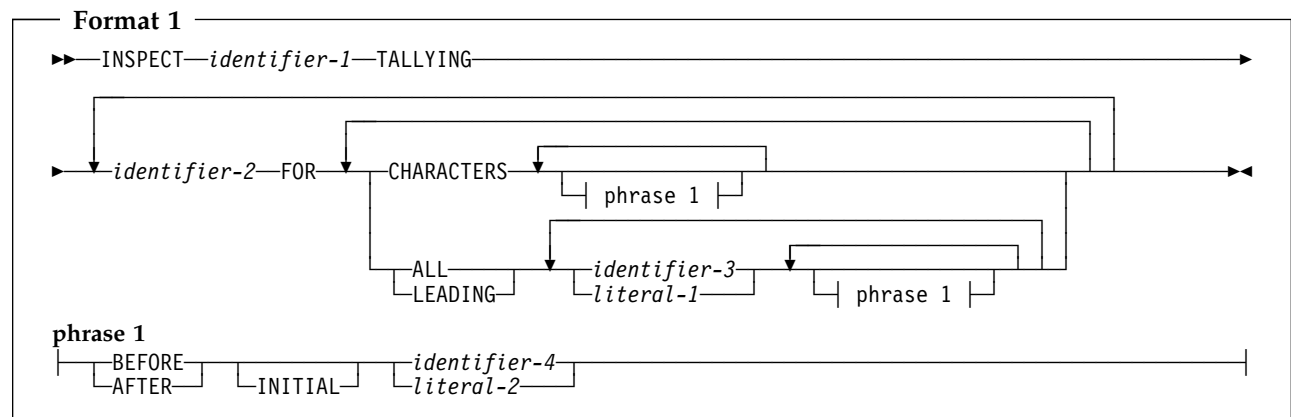 Format 1
INSPECT identifier-1 TALLYING
identifier-2 FOR CHARACTERS
phrase 1
ALL identifier-3
LEADING literal-1 phrase 1
phrase 1
BEFORE identifier-4
AFTER INITIAL literal-2